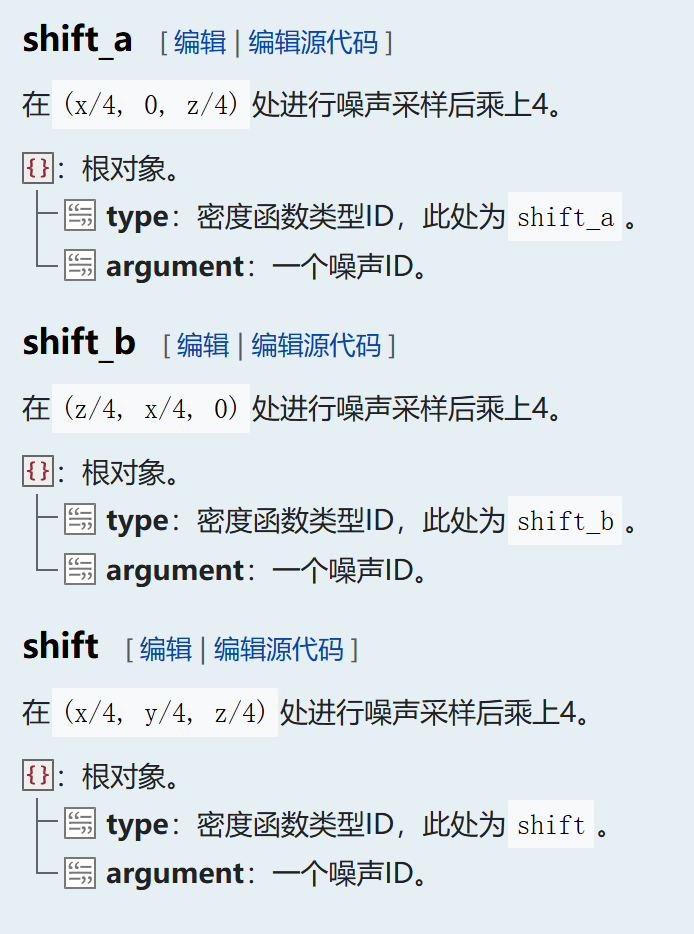 shift_a [ 编辑 | 编辑源代码 ]
在 (x/4, 0, z/4) 处进行噪声采样后乘上4。
{}：根对象。
type：密度函数类型ID，此处为 shift_a 。
argument：一个噪声ID。
shift_b [ 编辑 | 编辑源代码 ]
在 (z/4, x/4, 0) 处进行噪声采样后乘上4。
{}：根对象。
type：密度函数类型ID，此处为 shift_b 。
argument：一个噪声ID。
shift [ 编辑 | 编辑源代码 ]
在 (x/4, y/4, z/4) 处进行噪声采样后乘上4。
{}：根对象。
type：密度函数类型ID，此处为 shift 。
argument：一个噪声ID。